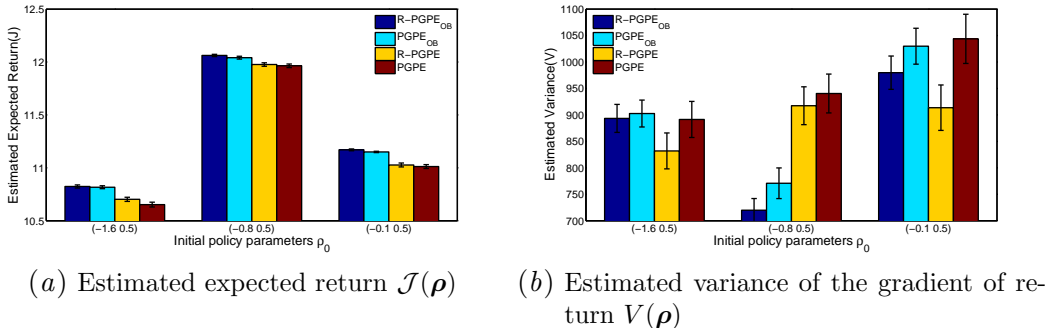 Estimated Expected Return(J)
12.5
12
11.5
11
10.5
R−PGPE_OB
PGPE_OB
R−PGPE
PGPE
(−1.6 0.5)
(−0.8 0.5)
(−0.1 0.5)
Initial policy parameters ρ_0
(a) Estimated expected return J(ρ)
Estimated Variance(V)
1100
1050
1000
950
900
850
800
750
700
R−PGPE_OB
PGPE_OB
R−PGPE
PGPE
(−1.6 0.5)
(−0.8 0.5)
(−0.1 0.5)
Initial policy parameters ρ_0
(b) Estimated variance of the gradient of re-
turn V(ρ)